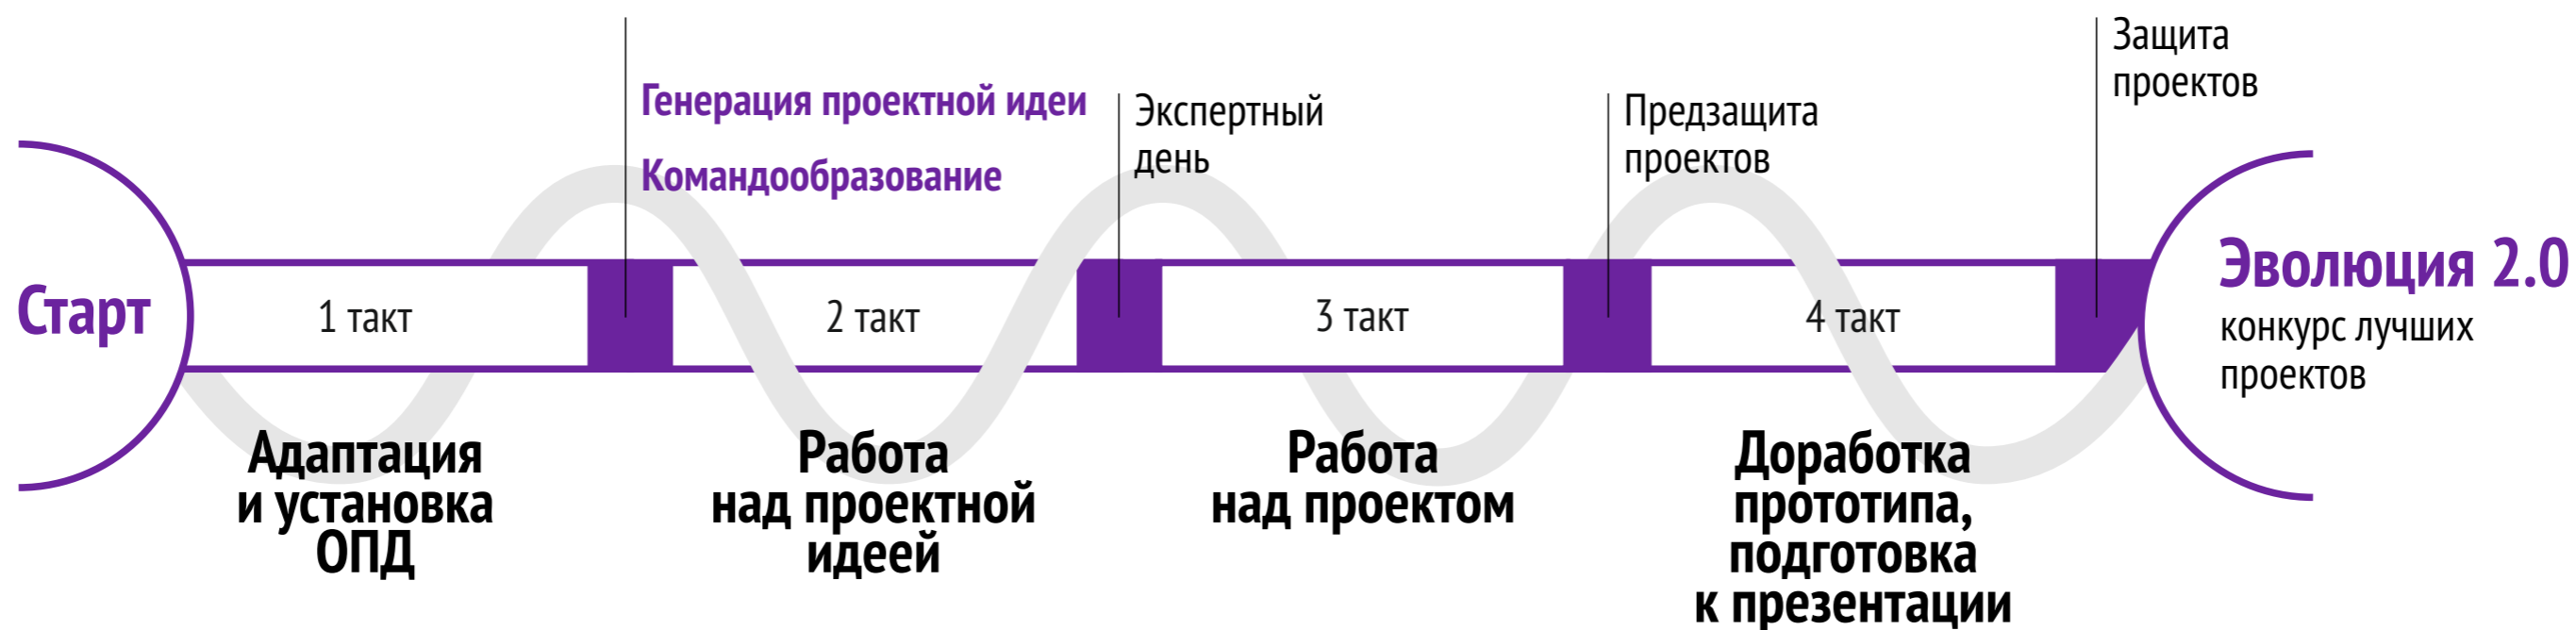 Защита
проектов
Генерация проектной идеи
Командообразование
Экспертный
день
Предзащита
проектов
Старт
1 такт
2 такт
3 такт
4 такт
Эволюция 2.0
конкурс лучших
проектов
Адаптация
и установка
ОПД
Работа
над проектной
идеей
Работа
над проектом
Доработка
прототипа,
подготовка
к презентации